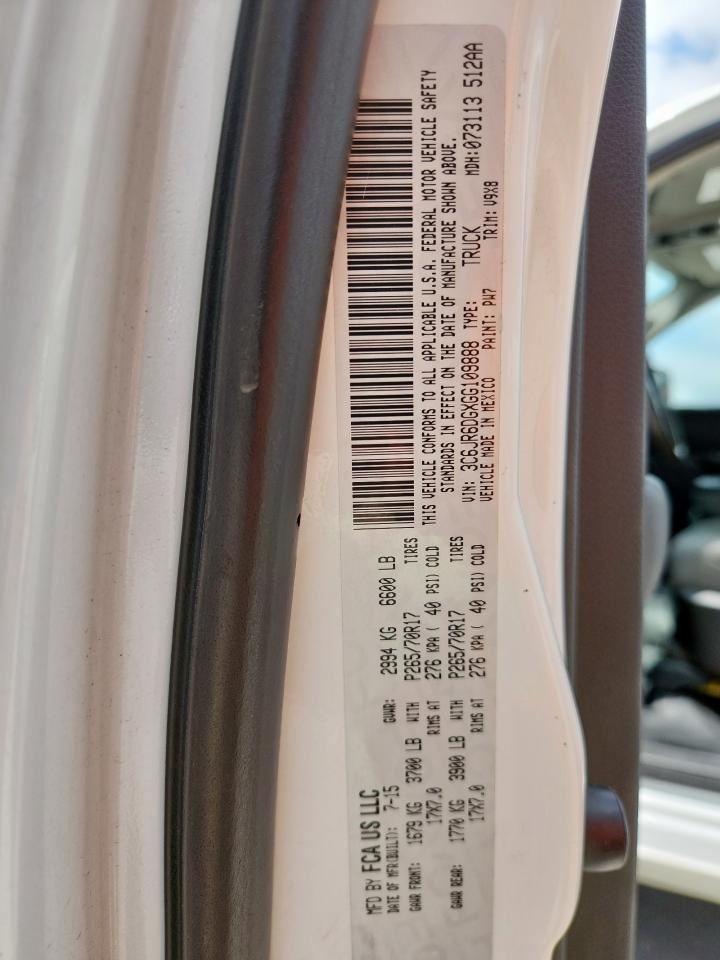 MFD BY FCA US LLC
DATE OF MFR(BUILT): 7-15 GVWR: 2994 KG 6600 LB
GAWR FRONT: 1679 KG 3700 LB WITH P265/70R17 TIRES
17X7.0 RIMS AT 276 KPA ( 40 PSI) COLD
GAWR REAR: 1770 KG 3900 LB WITH P265/70R17 TIRES
17X7.0 RIMS AT 276 KPA ( 40 PSI) COLD
THIS VEHICLE CONFORMS TO ALL APPLICABLE U.S.A. FEDERAL MOTOR VEHICLE SAFETY
STANDARDS IN EFFECT ON THE DATE OF MANUFACTURE SHOWN ABOVE.
VIN: 3C6JR6DGXGG109888 TYPE: TRUCK MDH:073113 512AA
VEHICLE MADE IN MEXICO PAINT: PW7 TRIM: V9X8